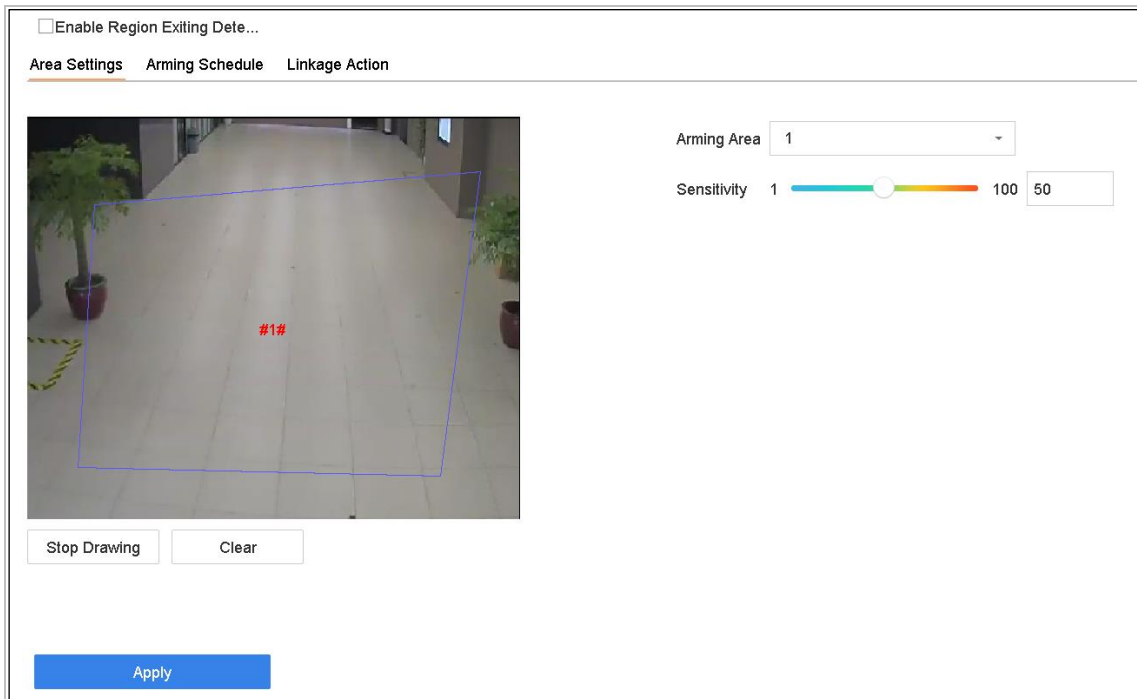 Enable Region Exiting Dete...
Area Settings Arming Schedule Linkage Action
Arming Area 1
Sensitivity 1 100 50
#1#
Stop Drawing Clear
Apply